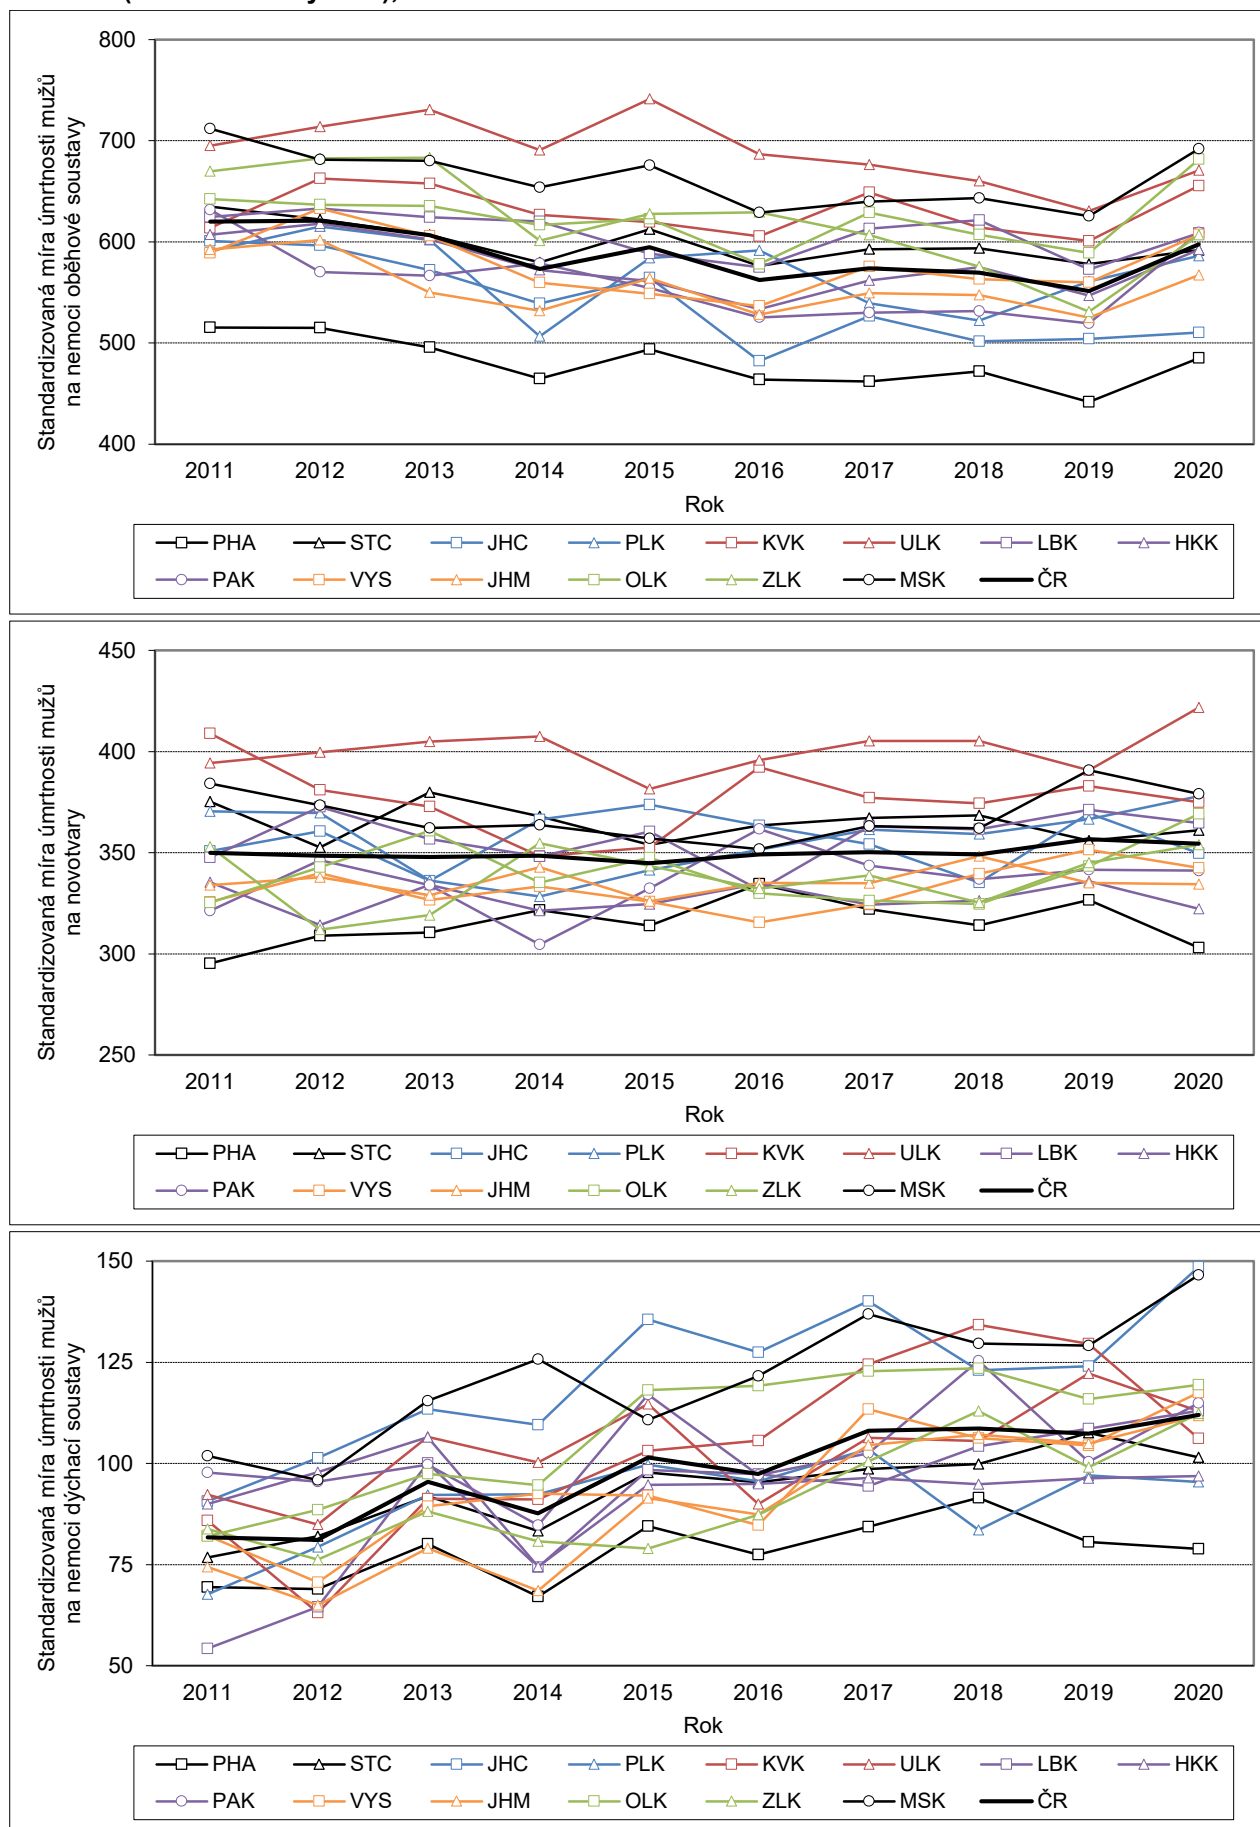 800
700
600
500
400
Standardizovaná míra úmrtnosti mužů
na nemoci oběhové soustavy
2011 2012 2013 2014 2015 2016 2017 2018 2019 2020
Rok
PHA STC JHC PLK KVK ULK LBK HKK
PAK VYS JHM OLK ZLK MSK ČR
450
400
350
300
250
Standardizovaná míra úmrtnosti mužů
na novotvary
2011 2012 2013 2014 2015 2016 2017 2018 2019 2020
Rok
PHA STC JHC PLK KVK ULK LBK HKK
PAK VYS JHM OLK ZLK MSK ČR
150
125
100
75
50
Standardizovaná míra úmrtnosti mužů
na nemoci dýchací soustavy
2011 2012 2013 2014 2015 2016 2017 2018 2019 2020
Rok
PHA STC JHC PLK KVK ULK LBK HKK
PAK VYS JHM OLK ZLK MSK ČR